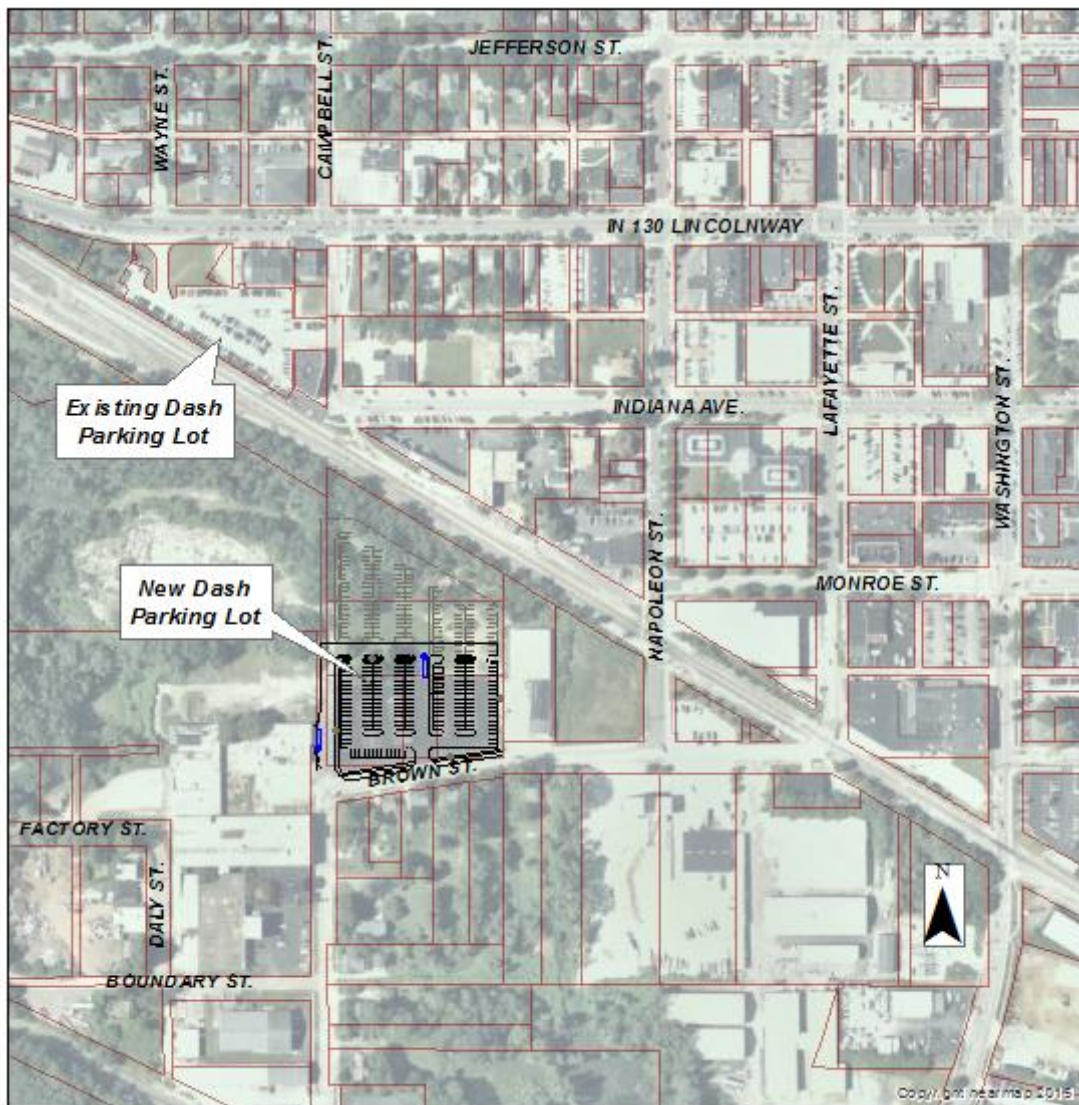 JEFFERSON ST.
WAYNE ST.
CAMPBELL ST.
IN 130 LINCOLNWAY
LAFAYETTE ST.
WASHINGTON ST.
Existing Dash
Parking Lot
INDIANA AVE.
NAPOLEON ST.
New Dash
Parking Lot
MONROE ST.
BROWN ST.
FACTORY ST.
DALY ST.
N
BOUNDARY ST.
Copyright nearmap 2015